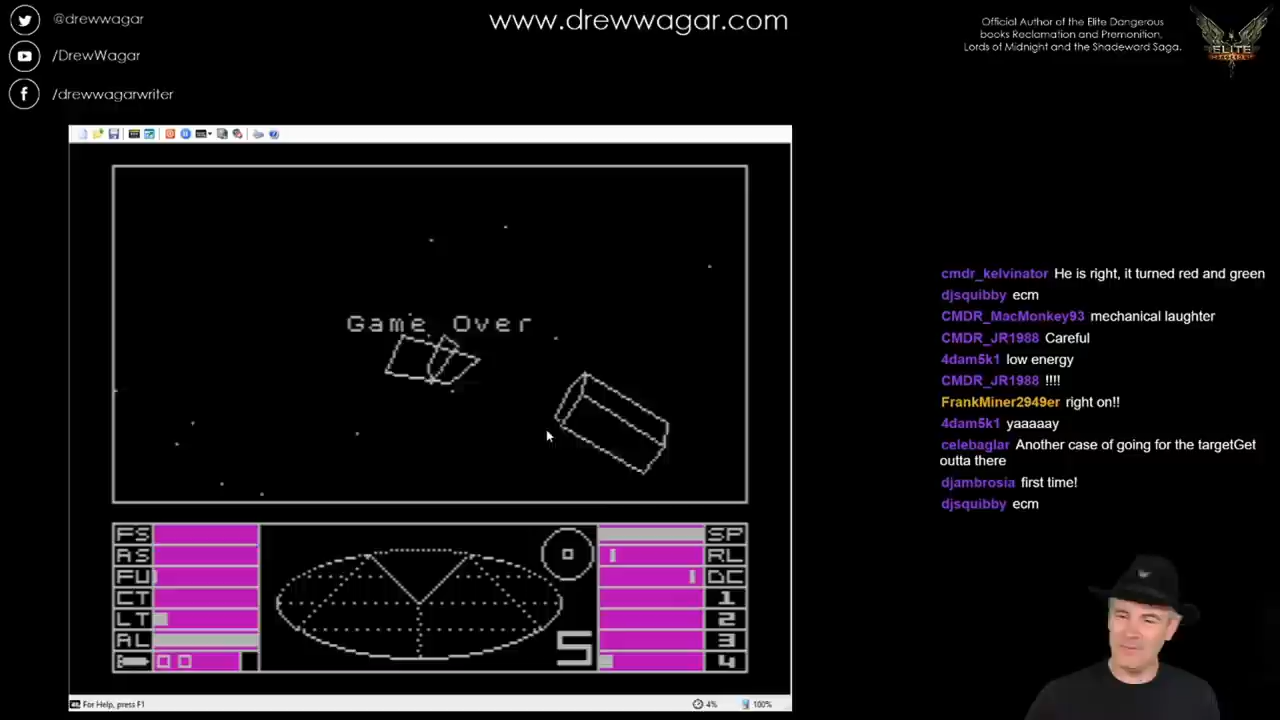 @drewwagar
/DrewWagar
/drewwagarwriter
www.drewwagar.com
Official Author of the Elite Dangerous
books Reclamation and Premonition,
Lords of Midnight and the Shadeward Saga.
ELITE
Game Over
FS
AS
FU
CT
LT
AL
S
SP
RL
DC
1
2
3
4
For Help, press F1
4%
100%
cmdr_kelvinator He is right, it turned red and green
djsquibby ecm
CMDR_MacMonkey93 mechanical laughter
CMDR_JR1988 Careful
4dam5k1 low energy
CMDR_JR1988 !!!!
FrankMiner2949er right on!!
4dam5k1 yaaaaay
celebaglar Another case of going for the targetGet
outta there
djambrosia first time!
djsquibby ecm